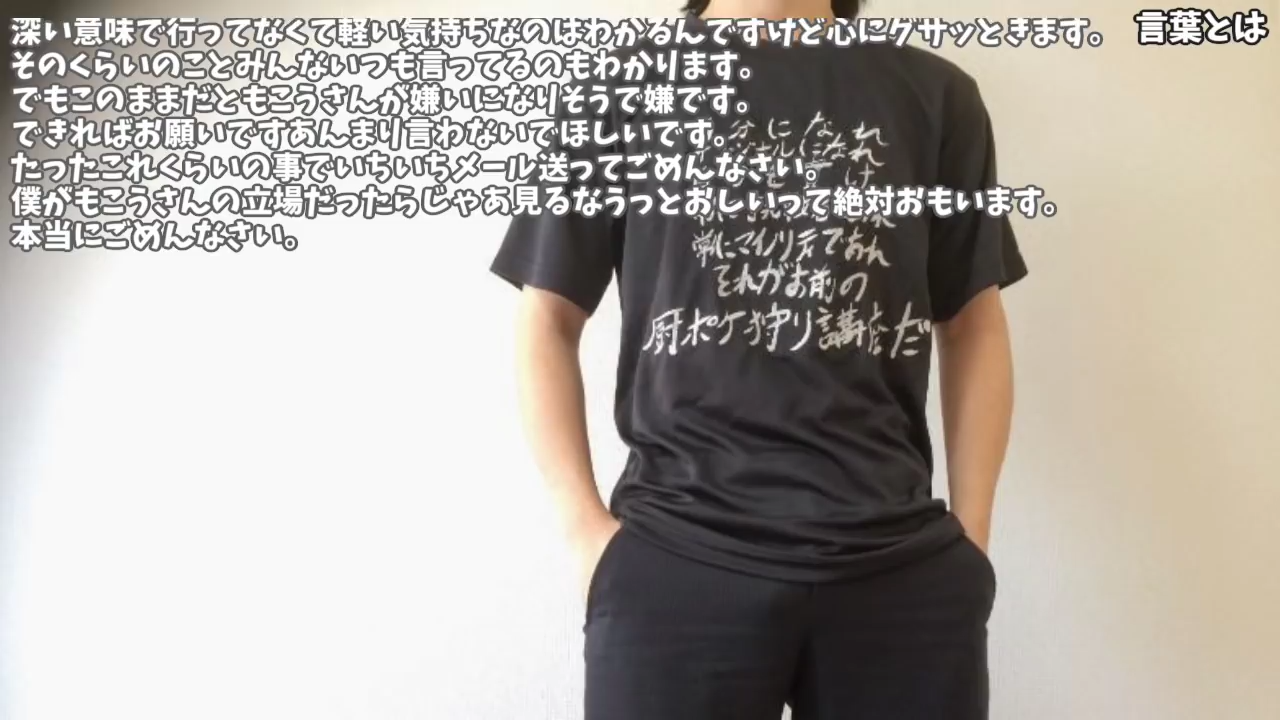 深い意味で行ってなくて軽い気持ちなのはわかるんですけど心にグサッときます。
言葉とは
そのくらいのことみんないつも言ってるのもわかります。
でもこのままだともこうさんが嫌いになりそうで嫌です。
できればお願いですあんまり言わないでほしいです。
たったこれくらいの事でいちいちメール送ってごめんなさい。
僕がもこうさんの立場だったらじゃあ見るなうっとおしいって絶対おもいます。
本当にごめんなさい。
常にマイノリティであれ
それがお前の
厨ポケ狩り講座だ